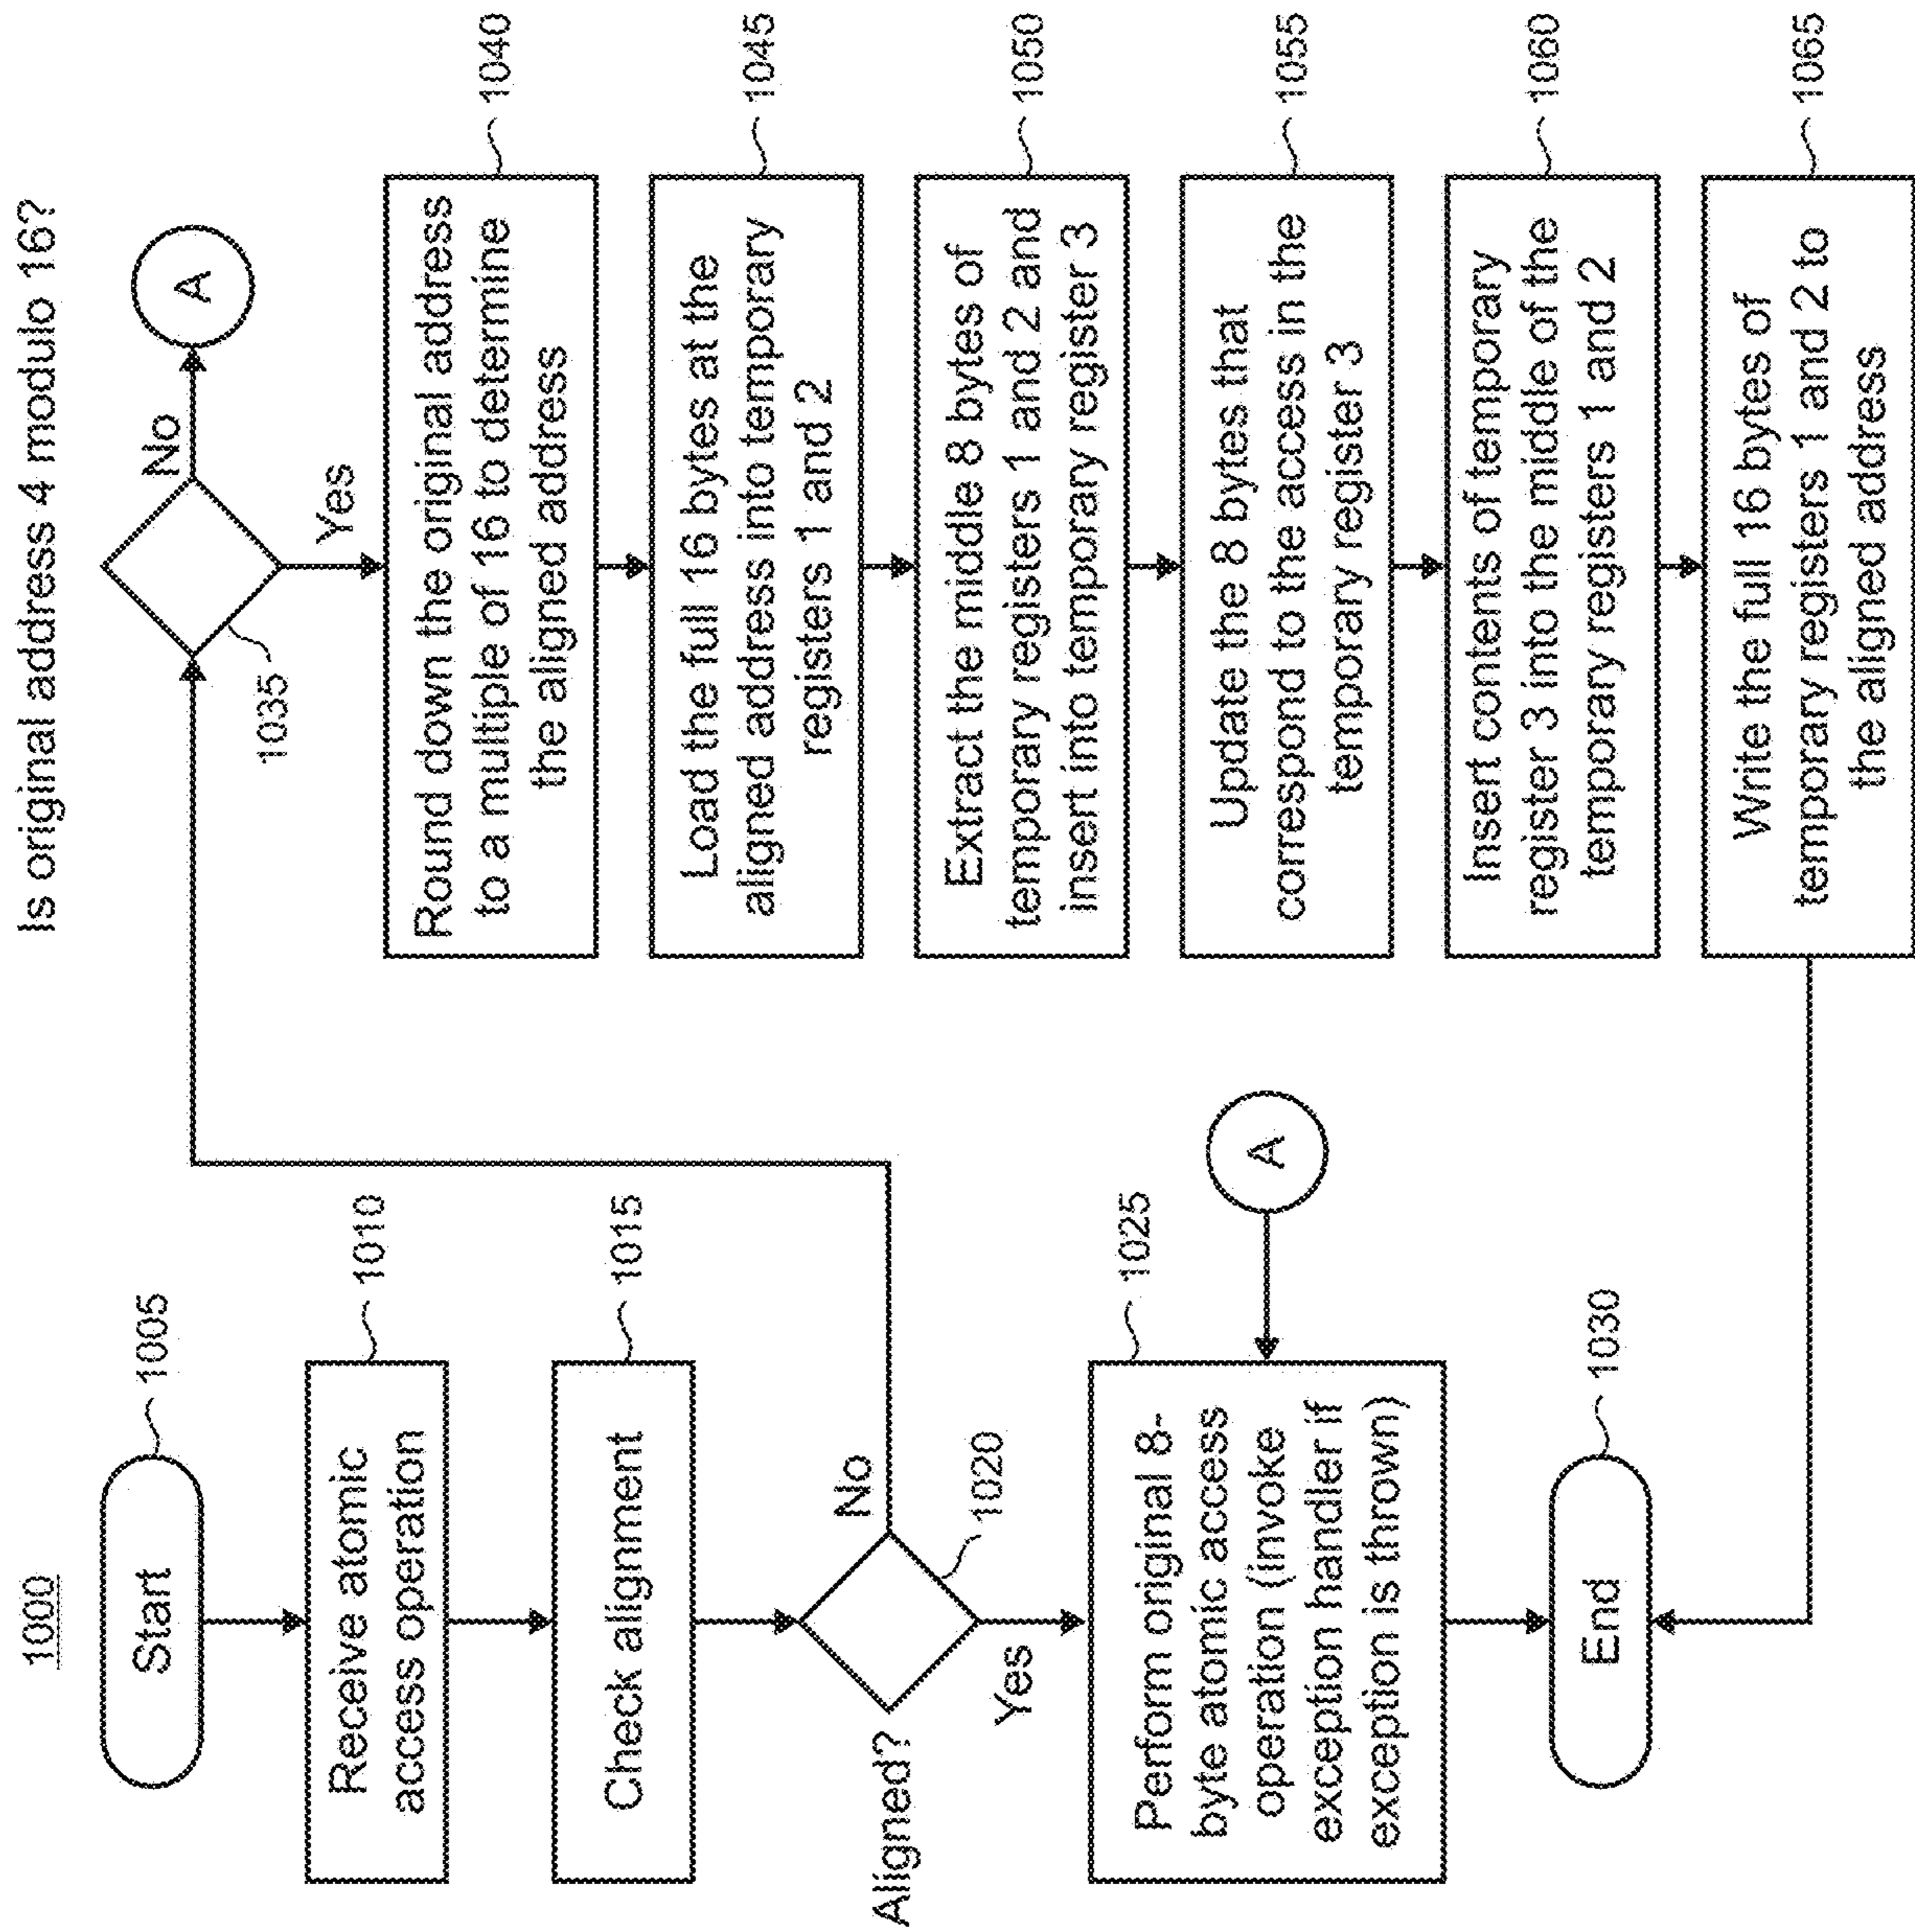 1000
Start
1005
Receive atomic
access operation
1010
Check alignment
1015
Aligned?
No
1020
Yes
Perform original 8-
byte atomic access
operation (invoke
exception handler if
exception is thrown)
1025
A
End
1030
Is original address 4 modulo 16?
No
A
1035
Yes
Round down the original address
to a multiple of 16 to determine
the aligned address
1040
Load the full 16 bytes at the
aligned address into temporary
registers 1 and 2
1045
Extract the middle 8 bytes of
temporary registers 1 and 2 and
insert into temporary register 3
1050
Update the 8 bytes that
correspond to the access in the
temporary register 3
1055
Insert contents of temporary
register 3 into the middle of the
temporary registers 1 and 2
1060
Write the full 16 bytes of
temporary registers 1 and 2 to
the aligned address
1065